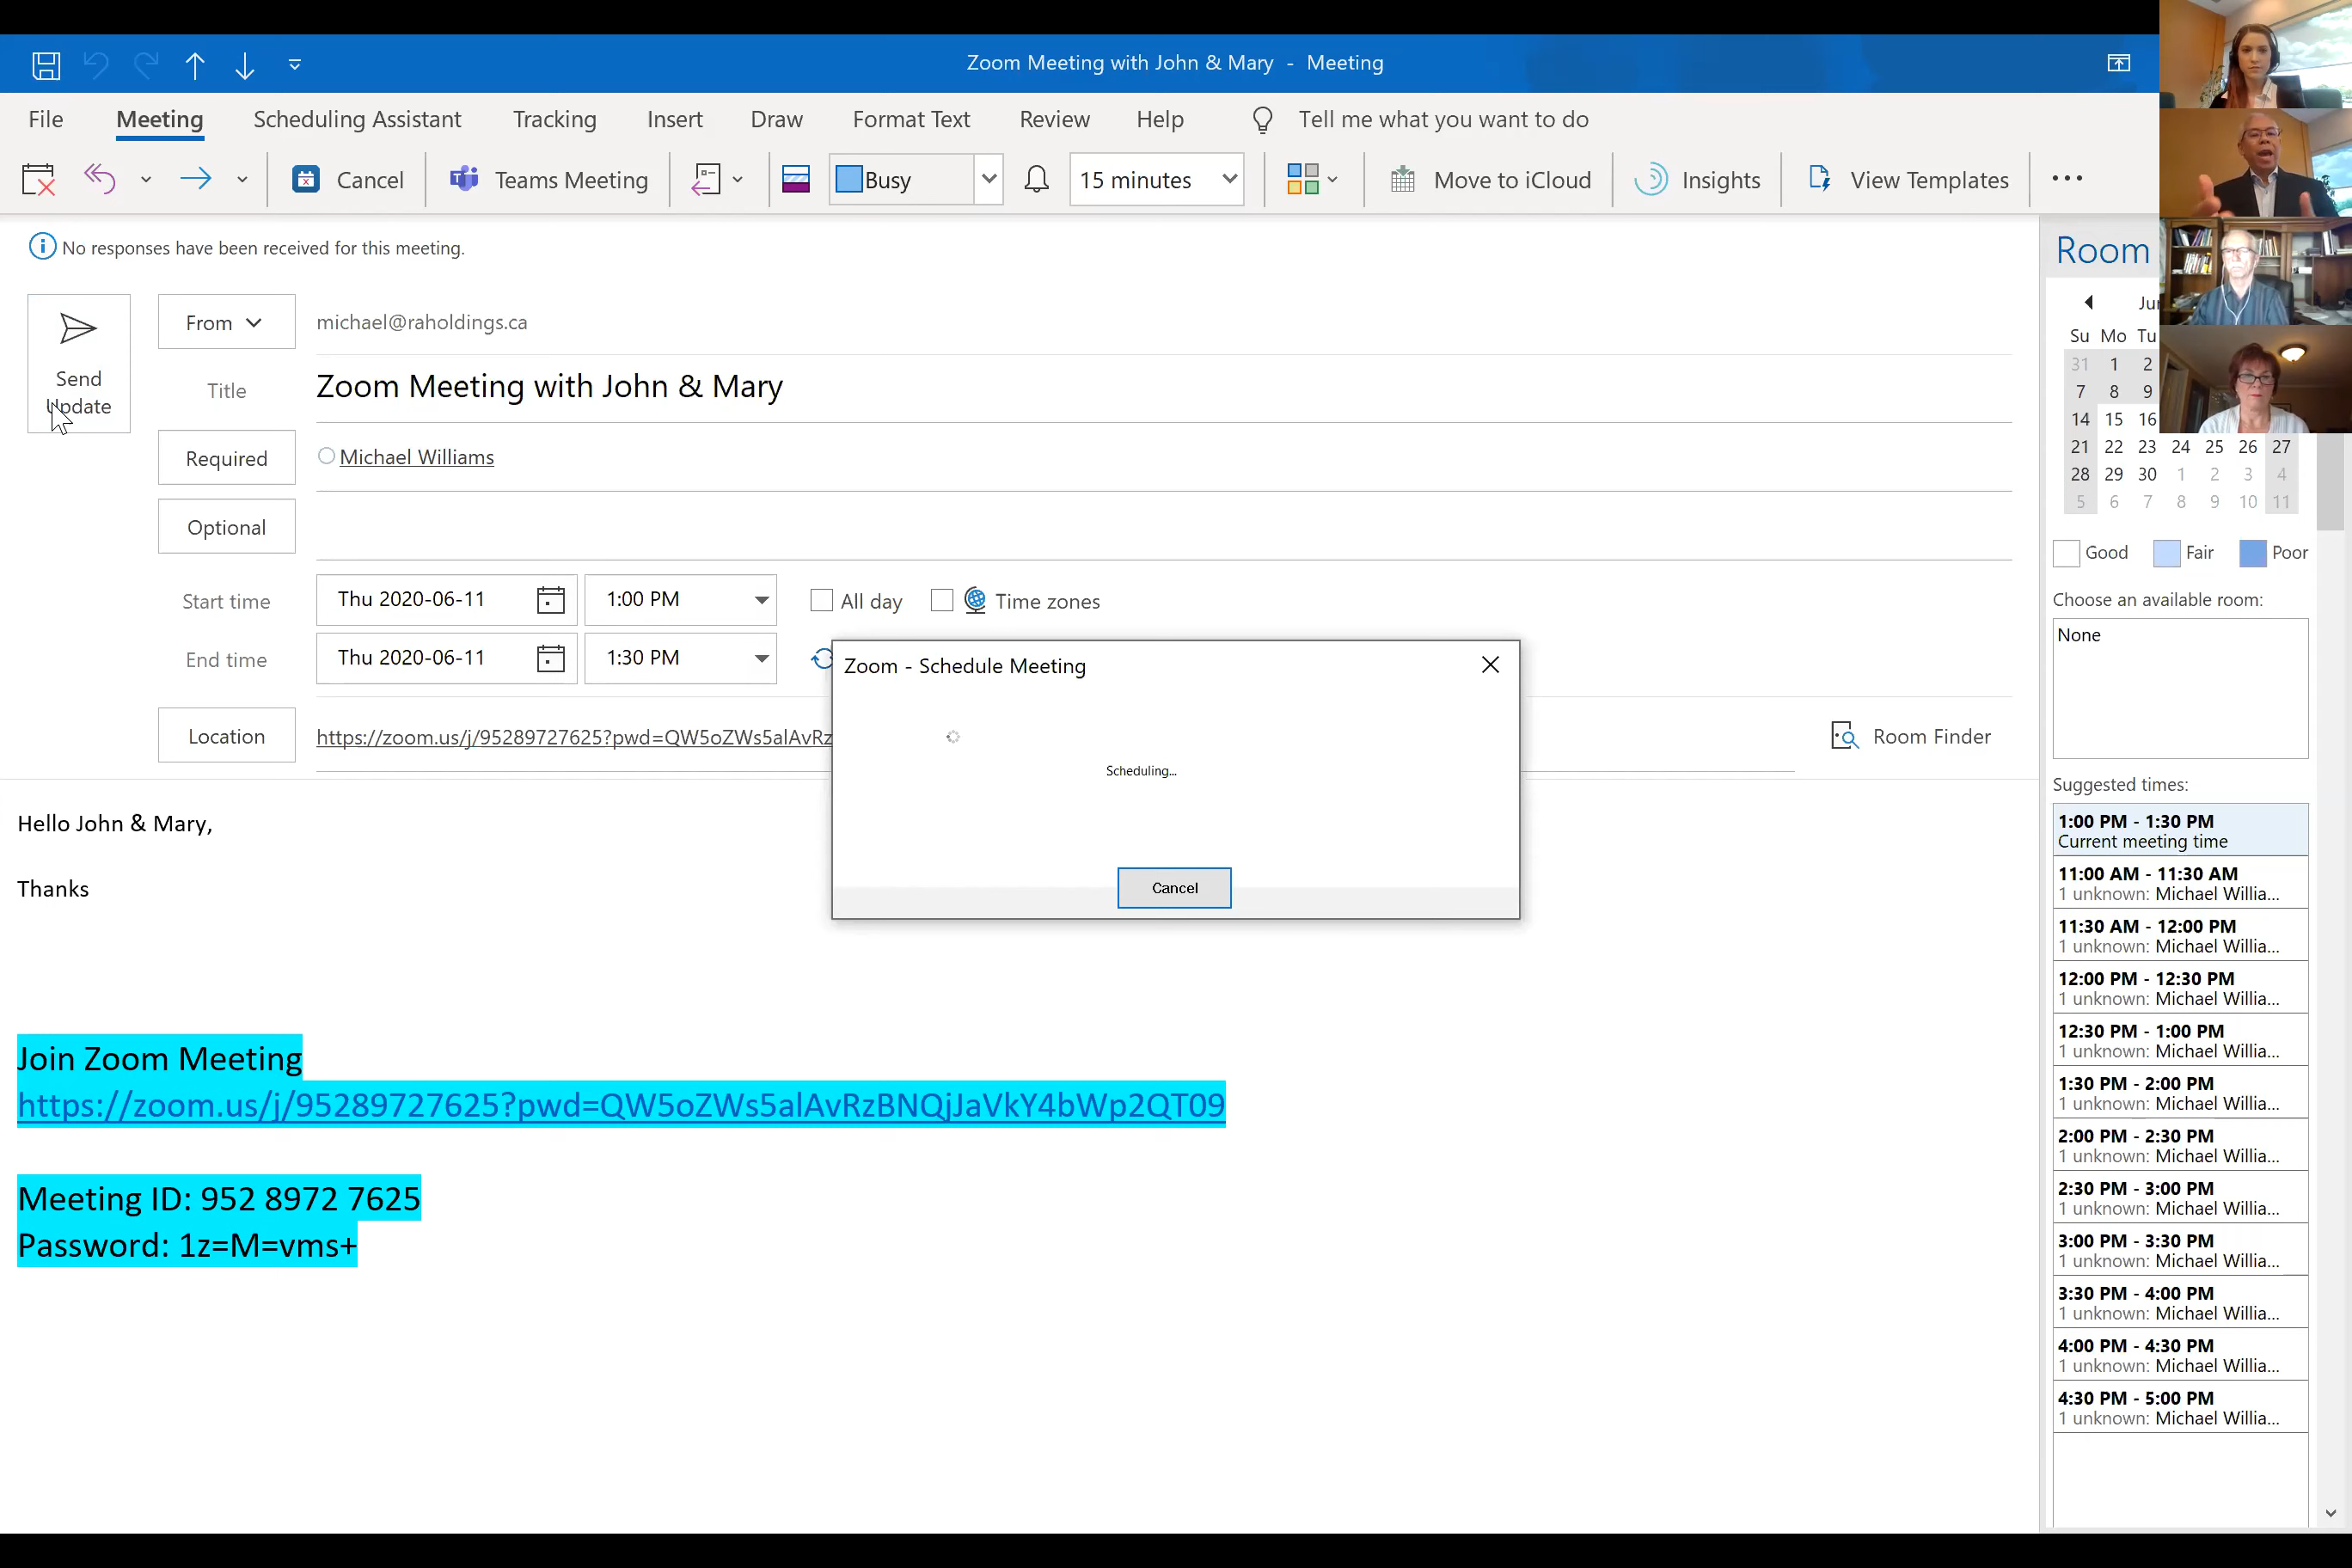 Zoom Meeting with John & Mary - Meeting
File Meeting Scheduling Assistant Tracking Insert Draw Format Text Review Help Tell me what you want to do
Cancel Teams Meeting Busy 15 minutes Move to iCloud Insights View Templates
No responses have been received for this meeting.
Send
Update
From michael@raholdings.ca
Title Zoom Meeting with John & Mary
Required Michael Williams
Optional
Start time Thu 2020-06-11 1:00 PM All day Time zones
End time Thu 2020-06-11 1:30 PM
Location https://zoom.us/j/95289727625?pwd=QW5oZWs5alAvRz Room Finder
Zoom - Schedule Meeting
Scheduling...
Cancel
Hello John & Mary,
Thanks
Join Zoom Meeting
https://zoom.us/j/95289727625?pwd=QW5oZWs5alAvRzBNQjJaVkY4bWp2QT09
Meeting ID: 952 8972 7625
Password: 1z=M=vms+
Room
Jun
Su Mo Tu
31 1 2
7 8 9
14 15 16
21 22 23 24 25 26 27
28 29 30 1 2 3 4
5 6 7 8 9 10 11
Good Fair Poor
Choose an available room:
None
Suggested times:
1:00 PM - 1:30 PM
Current meeting time
11:00 AM - 11:30 AM
1 unknown: Michael Willia...
11:30 AM - 12:00 PM
1 unknown: Michael Willia...
12:00 PM - 12:30 PM
1 unknown: Michael Willia...
12:30 PM - 1:00 PM
1 unknown: Michael Willia...
1:30 PM - 2:00 PM
1 unknown: Michael Willia...
2:00 PM - 2:30 PM
1 unknown: Michael Willia...
2:30 PM - 3:00 PM
1 unknown: Michael Willia...
3:00 PM - 3:30 PM
1 unknown: Michael Willia...
3:30 PM - 4:00 PM
1 unknown: Michael Willia...
4:00 PM - 4:30 PM
1 unknown: Michael Willia...
4:30 PM - 5:00 PM
1 unknown: Michael Willia...